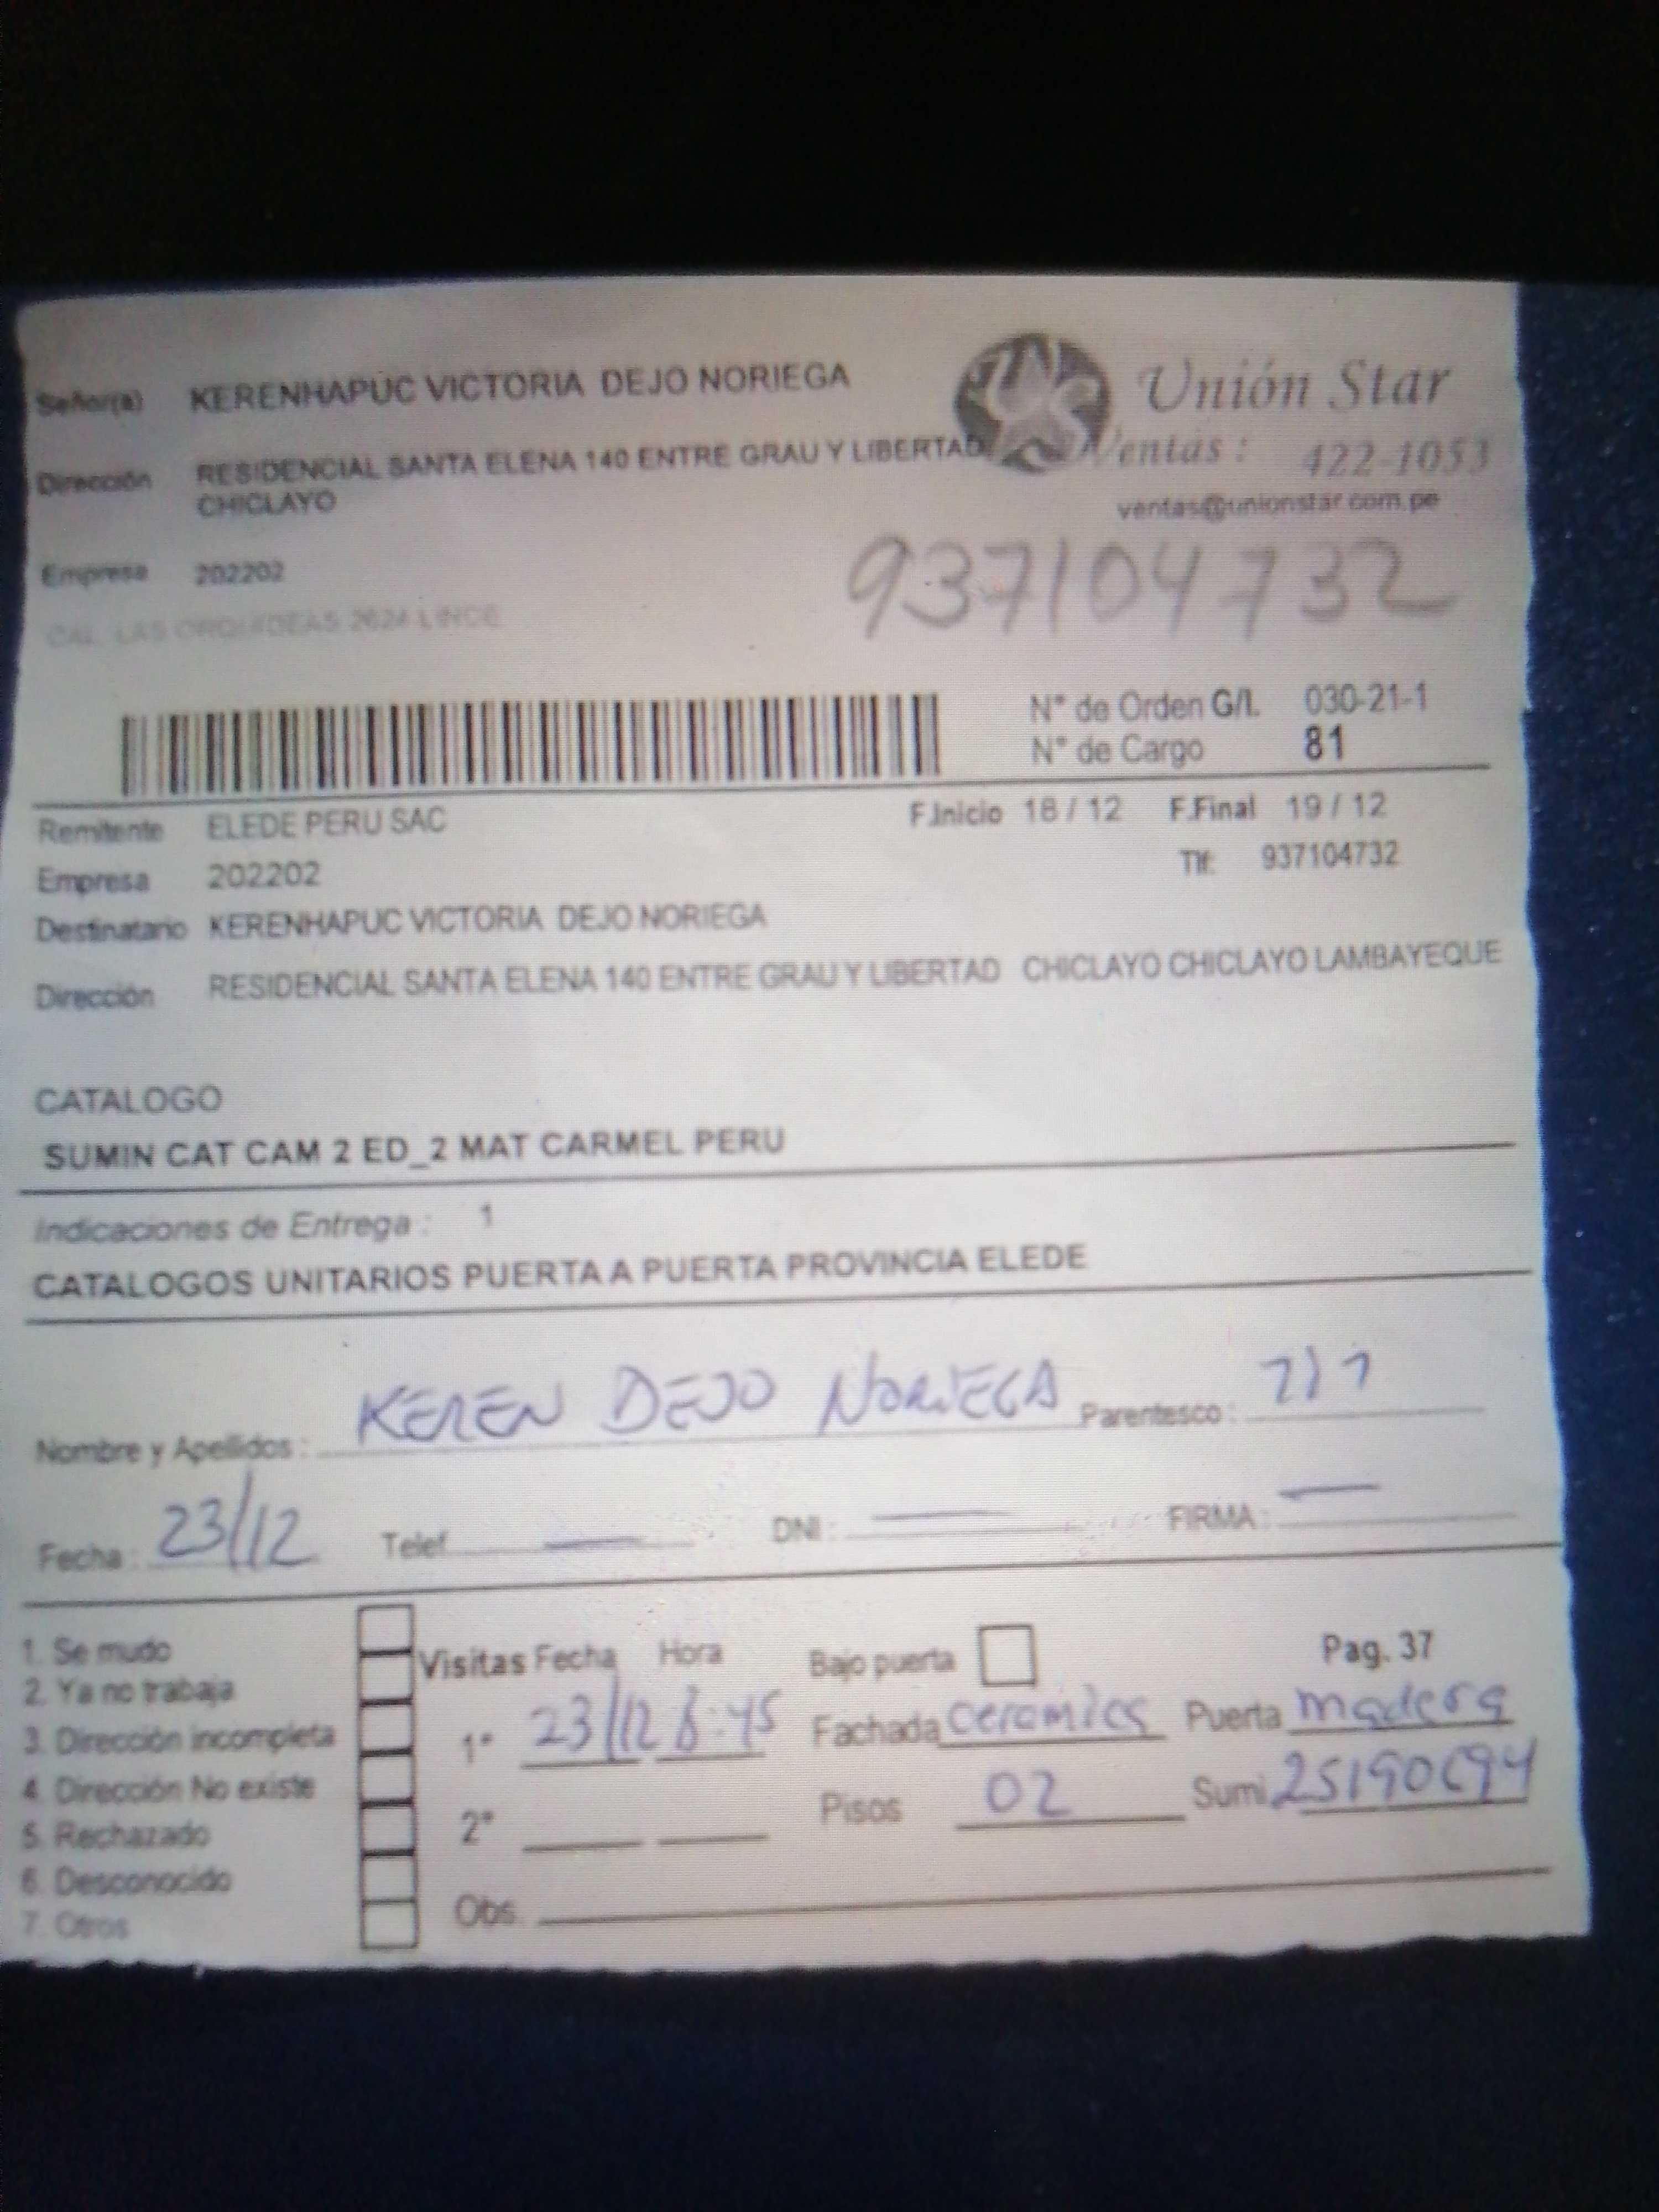 Señor(a) KERENHAPUC VICTORIA DEJO NORIEGA
Unión Star
Dirección RESIDENCIAL SANTA ELENA 140 ENTRE GRAU Y LIBERTAD
CHICLAYO
Ventas: 422-1053
ventas@unionstar.com.pe
Empresa 202202
CAL. LAS ORQUIDEAS 2624 LINCE
937104732
N° de Orden G/I. 030-21-1
N° de Cargo 81
Remitente ELEDE PERU SAC F.Inicio 18 / 12 F.Final 19 / 12
Empresa 202202 Tlf: 937104732
Destinatario KERENHAPUC VICTORIA DEJO NORIEGA
Dirección RESIDENCIAL SANTA ELENA 140 ENTRE GRAU Y LIBERTAD CHICLAYO CHICLAYO LAMBAYEQUE
CATALOGO
SUMIN CAT CAM 2 ED_2 MAT CARMEL PERU
Indicaciones de Entrega : 1
CATALOGOS UNITARIOS PUERTA A PUERTA PROVINCIA ELEDE
Nombre y Apellidos : KEREN DEJO NORIEGA Parentesco :
Fecha : 23/12 Telef. — DNI : — FIRMA : —
1. Se mudo
2. Ya no trabaja
3. Dirección incompleta
4. Dirección No existe
5. Rechazado
6. Desconocido
7. Otros
Visitas Fecha Hora Bajo puerta Pag. 37
1° 23/12 8:45 Fachada ceramica Puerta madera
2° Pisos 02 Sumi
Obs.